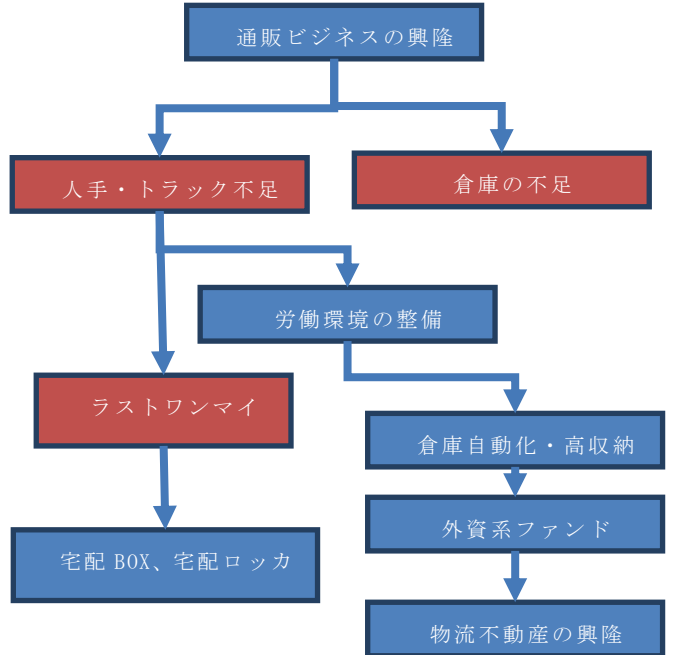 通販ビジネスの興隆
人手・トラック不足
倉庫の不足
労働環境の整備
ラストワンマイ
倉庫自動化・高収納
宅配 BOX、宅配ロッカ
外資系ファンド
物流不動産の興隆